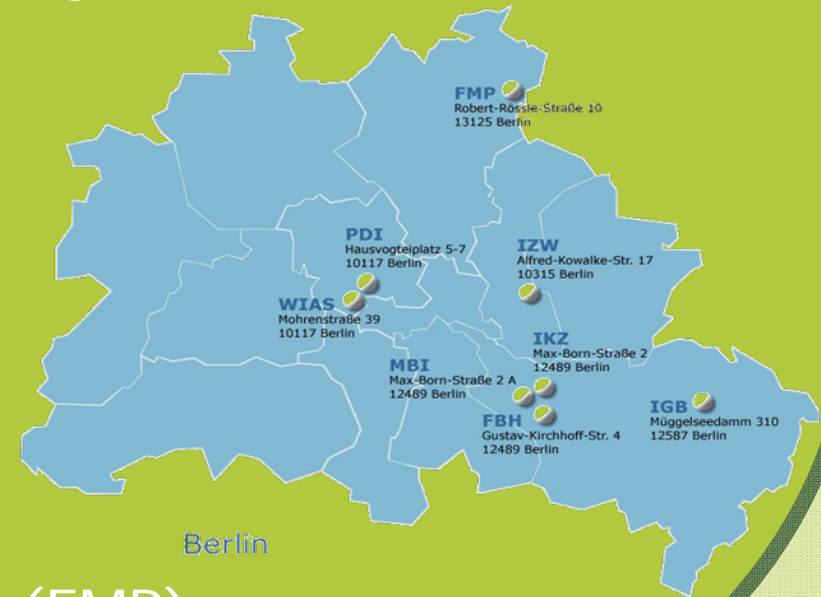 FMP
Robert-Rössle-Straße 10
13125 Berlin
PDI
Hausvogteiplatz 5-7
10117 Berlin
IZW
Alfred-Kowalke-Str. 17
10315 Berlin
WIAS
Mohrenstraße 39
10117 Berlin
IKZ
Max-Born-Straße 2
12489 Berlin
MBI
Max-Born-Straße 2 A
12489 Berlin
FBH
Gustav-Kirchhoff-Str. 4
12489 Berlin
IGB
Müggelseedamm 310
12587 Berlin
Berlin
(FMP)